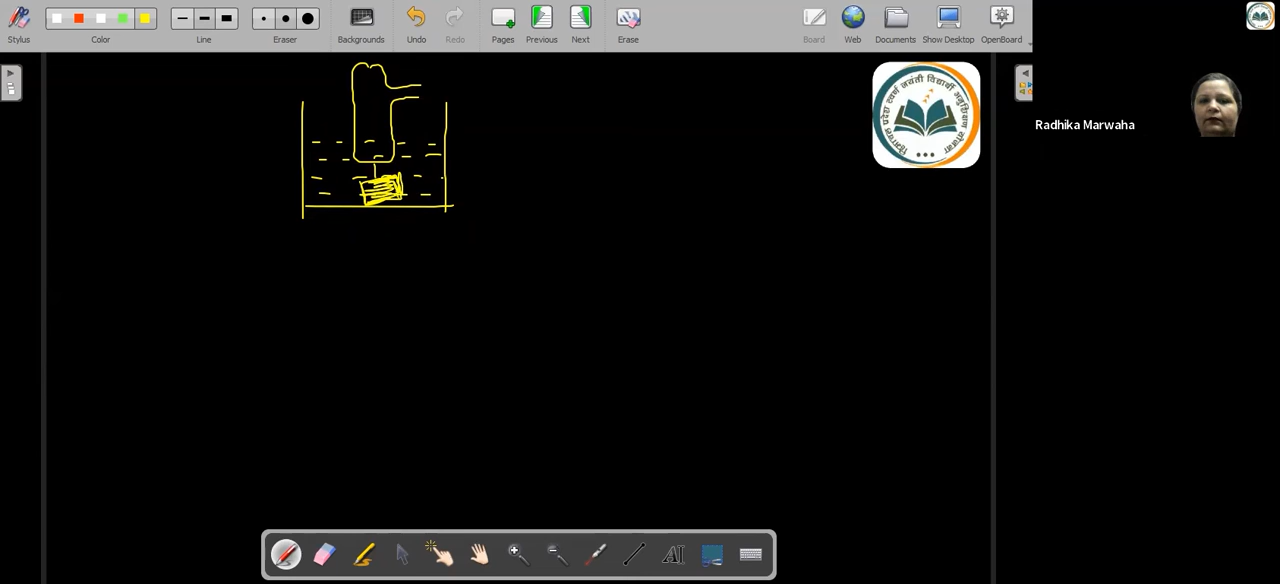 Stylus
Color
Line
Eraser
Backgrounds
Undo
Redo
Pages
Previous
Next
Erase
Board
Web
Documents
Show Desktop
OpenBoard
Radhika Marwaha
AI